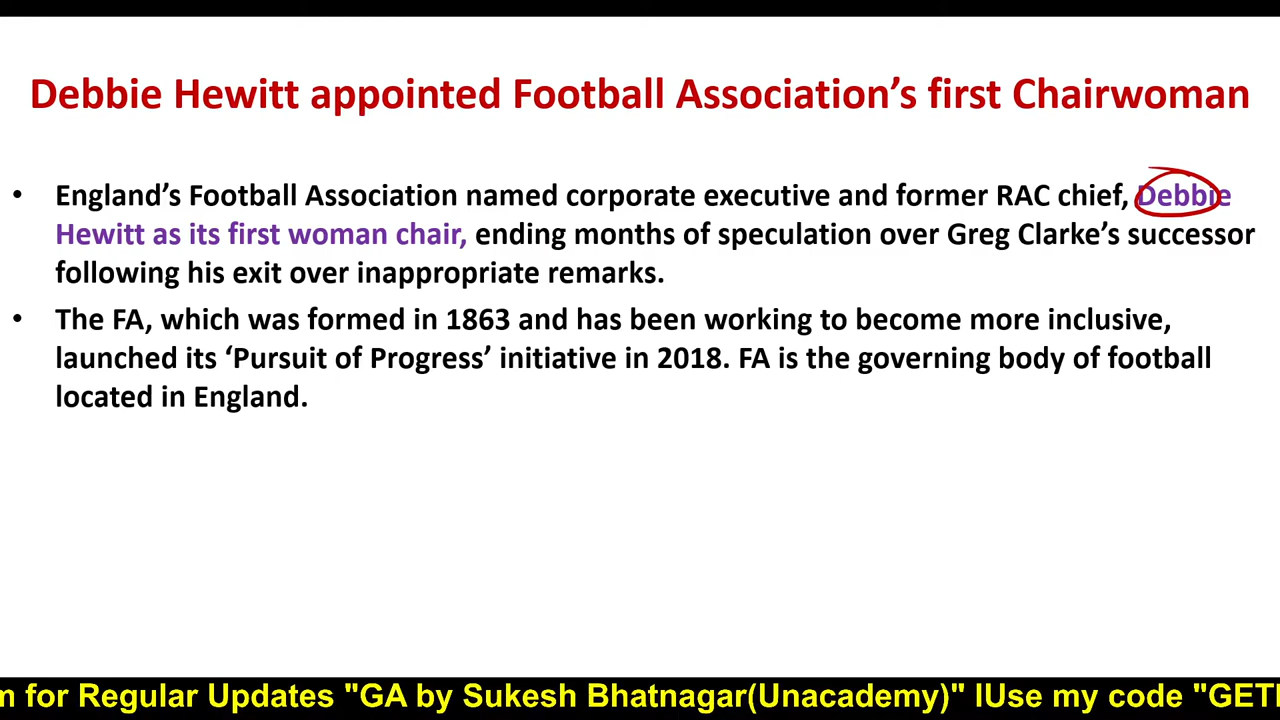 Debbie Hewitt appointed Football Association’s first Chairwoman
• England’s Football Association named corporate executive and former RAC chief, Debbie
Hewitt as its first woman chair, ending months of speculation over Greg Clarke’s successor
following his exit over inappropriate remarks.
• The FA, which was formed in 1863 and has been working to become more inclusive,
launched its ‘Pursuit of Progress’ initiative in 2018. FA is the governing body of football
located in England.
for Regular Updates "GA by Sukesh Bhatnagar(Unacademy)" lUse my code